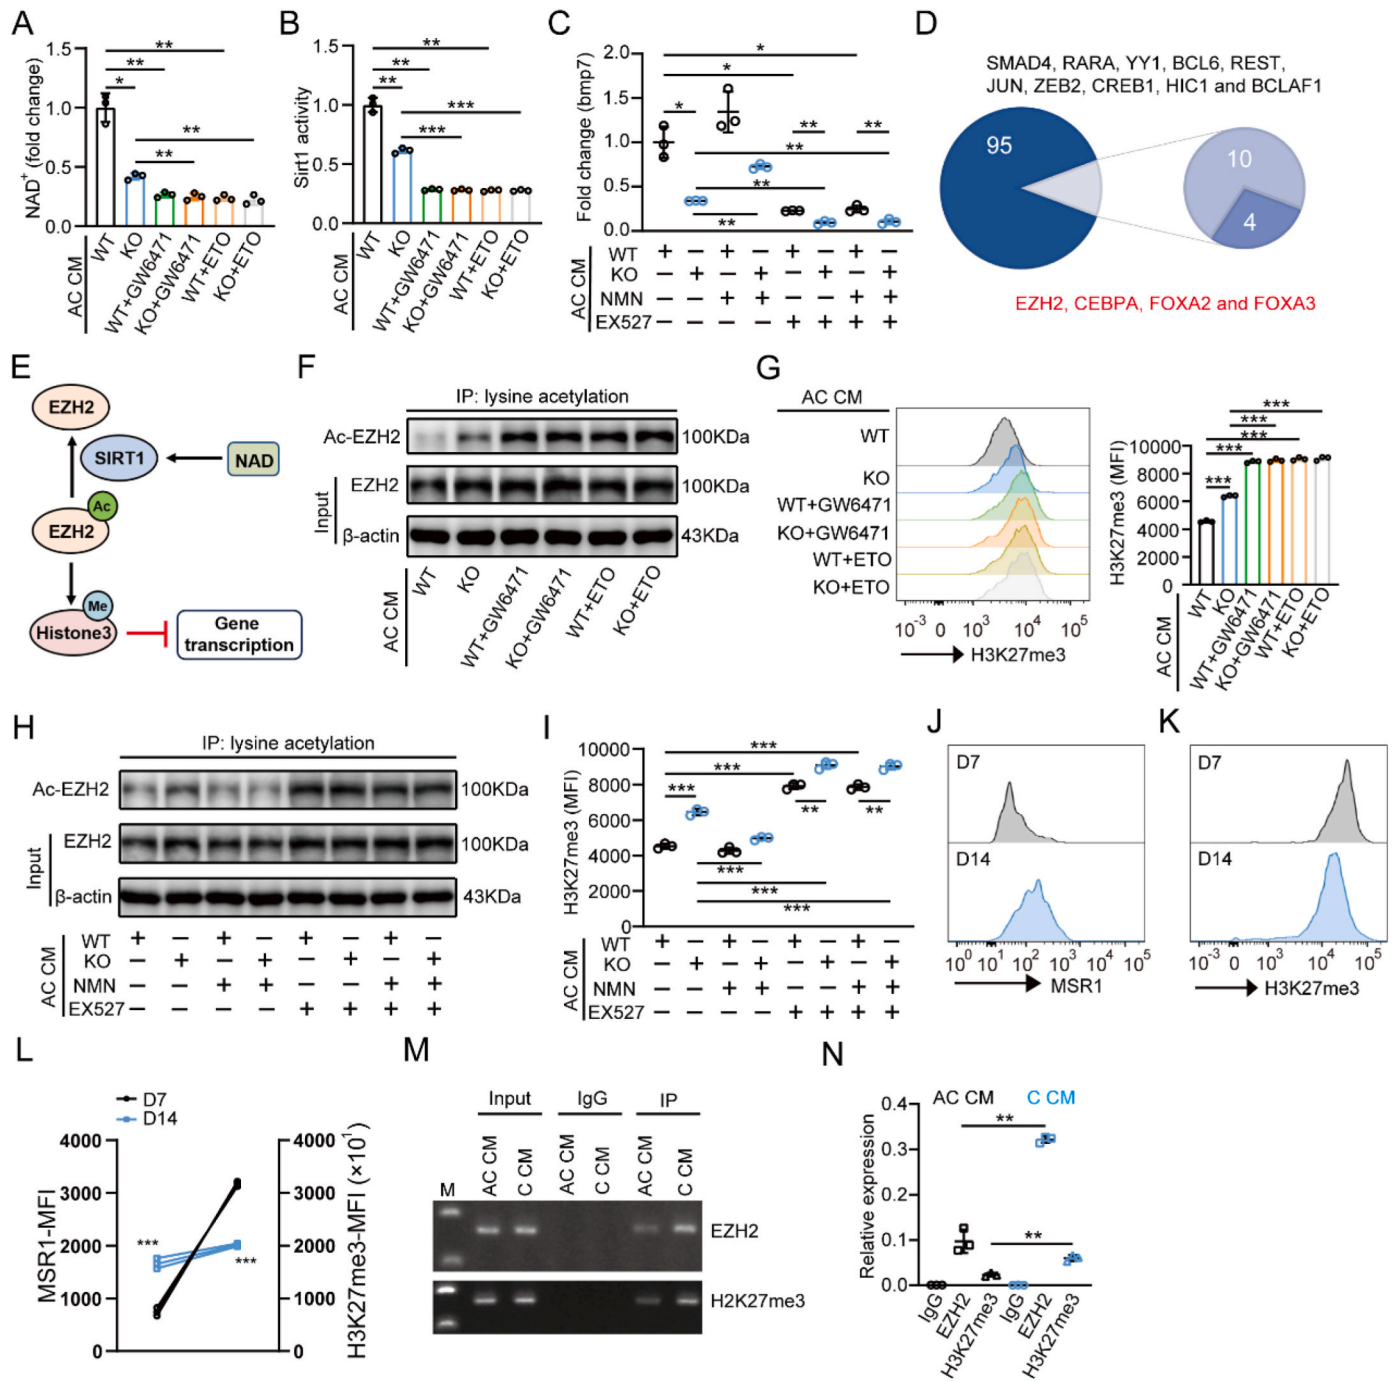 A
NAD+ (fold change)
1.5
1.0
0.5
0.0
**
**
*
**
**
AC CM
WT
KO
WT+GW6471
KO+GW6471
WT+ETO
KO+ETO
B
Sirt1 activity
1.5
1.0
0.5
0.0
**
**
**
***
***
AC CM
WT
KO
WT+GW6471
KO+GW6471
WT+ETO
KO+ETO
C
Fold change (bmp7)
2.0
1.5
1.0
0.5
0.0
*
*
*
**
**
**
**
**
AC CM
WT + − + − + − + −
KO − + − + − + − +
NMN − − + + − − + +
EX527 − − − − + + + +
D
SMAD4, RARA, YY1, BCL6, REST,
JUN, ZEB2, CREB1, HIC1 and BCLAF1
95
10
4
EZH2, CEBPA, FOXA2 and FOXA3
E
EZH2
SIRT1
NAD
Ac
EZH2
Me
Histone3
Gene
transcription
F
IP: lysine acetylation
Ac-EZH2
100KDa
Input
EZH2
100KDa
β-actin
43KDa
AC CM
WT
KO
WT+GW6471
KO+GW6471
WT+ETO
KO+ETO
G
AC CM
WT
KO
WT+GW6471
KO+GW6471
WT+ETO
KO+ETO
10-3 0 103 104 105
H3K27me3
H3K27me3 (MFI)
10000
8000
6000
4000
2000
0
***
***
***
***
***
AC CM
WT
KO
WT+GW6471
KO+GW6471
WT+ETO
KO+ETO
H
IP: lysine acetylation
Ac-EZH2
100KDa
Input
EZH2
100KDa
β-actin
43KDa
AC CM
WT + − + − + − + −
KO − + − + − + − +
NMN − − + + − − + +
EX527 − − − − + + + +
I
H3K27me3 (MFI)
10000
8000
6000
4000
2000
0
***
***
***
**
**
***
***
***
AC CM
WT + − + − + − + −
KO − + − + − + − +
NMN − − + + − − + +
EX527 − − − − + + + +
J
D7
D14
100 101 102 103 104 105
MSR1
K
D7
D14
10-3 0 103 104 105
H3K27me3
L
D7
D14
MSR1-MFI
4000
3000
2000
1000
0
***
***
4000
3000
2000
1000
0
H3K27me3-MFI (×101)
M
Input IgG IP
M AC CM C CM AC CM C CM AC CM C CM
EZH2
H2K27me3
N
AC CM C CM
Relative expression
0.4
0.3
0.2
0.1
0.0
**
**
IgG
EZH2
H3K27me3
IgG
EZH2
H3K27me3